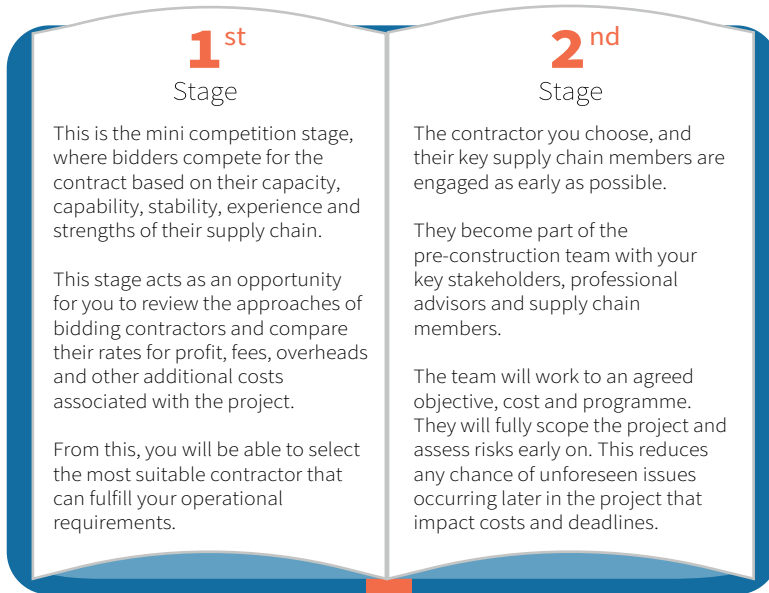 1st
Stage
This is the mini competition stage,
where bidders compete for the
contract based on their capacity,
capability, stability, experience and
strengths of their supply chain.
This stage acts as an opportunity
for you to review the approaches of
bidding contractors and compare
their rates for profit, fees, overheads
and other additional costs
associated with the project.
From this, you will be able to select
the most suitable contractor that
can fulfill your operational
requirements.
2nd
Stage
The contractor you choose, and
their key supply chain members are
engaged as early as possible.
They become part of the
pre-construction team with your
key stakeholders, professional
advisors and supply chain
members.
The team will work to an agreed
objective, cost and programme.
They will fully scope the project and
assess risks early on. This reduces
any chance of unforeseen issues
occurring later in the project that
impact costs and deadlines.